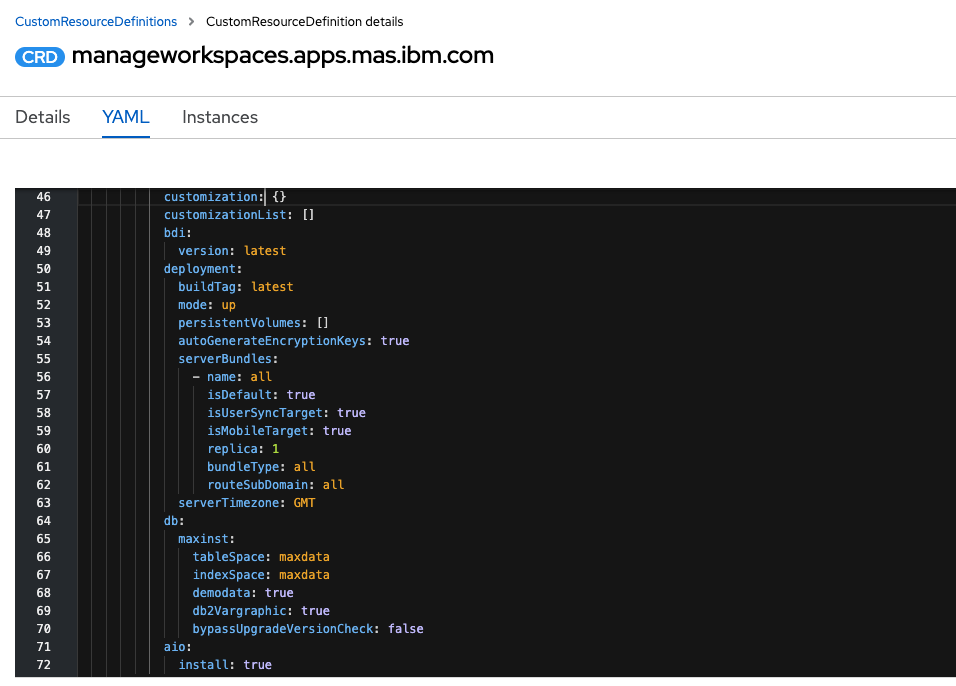 CustomResourceDefinitions > CustomResourceDefinition details
CRD manageworkspaces.apps.mas.ibm.com
Details YAML Instances
46 customization: {}
47 customizationList: []
48 bdi:
49 version: latest
50 deployment:
51 buildTag: latest
52 mode: up
53 persistentVolumes: []
54 autoGenerateEncryptionKeys: true
55 serverBundles:
56 - name: all
57 isDefault: true
58 isUserSyncTarget: true
59 isMobileTarget: true
60 replica: 1
61 bundleType: all
62 routeSubDomain: all
63 serverTimezone: GMT
64 db:
65 maxinst:
66 tableSpace: maxdata
67 indexSpace: maxdata
68 demodata: true
69 db2Vargraphic: true
70 bypassUpgradeVersionCheck: false
71 aio:
72 install: true